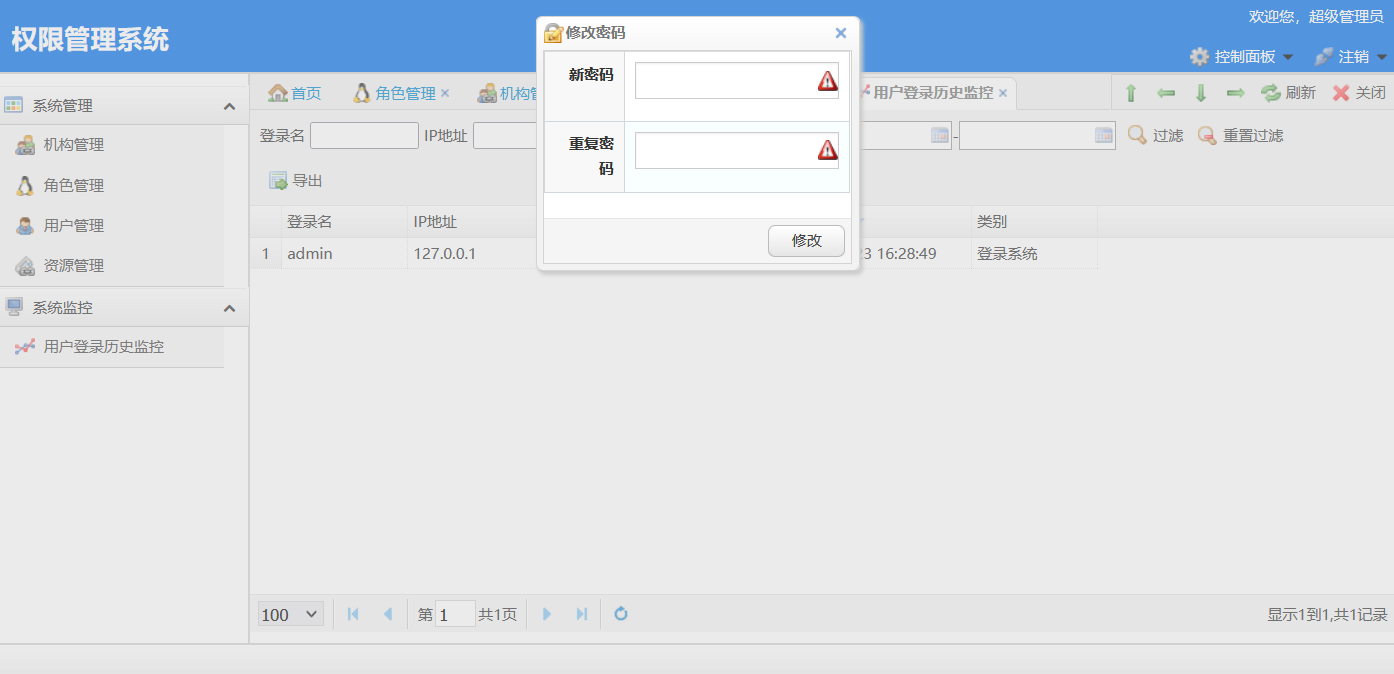 权限管理系统
欢迎您，超级管理员
控制面板 注销
修改密码
新密码
重复密
码
修改
系统管理
机构管理
角色管理
用户管理
资源管理
系统监控
用户登录历史监控
首页 角色管理 机构 用户登录历史监控
刷新 关闭
登录名 IP地址 - 过滤 重置过滤
导出
登录名 IP地址 类别
1 admin 127.0.0.1 3 16:28:49 登录系统
100 第 1 共1页 显示1到1,共1记录